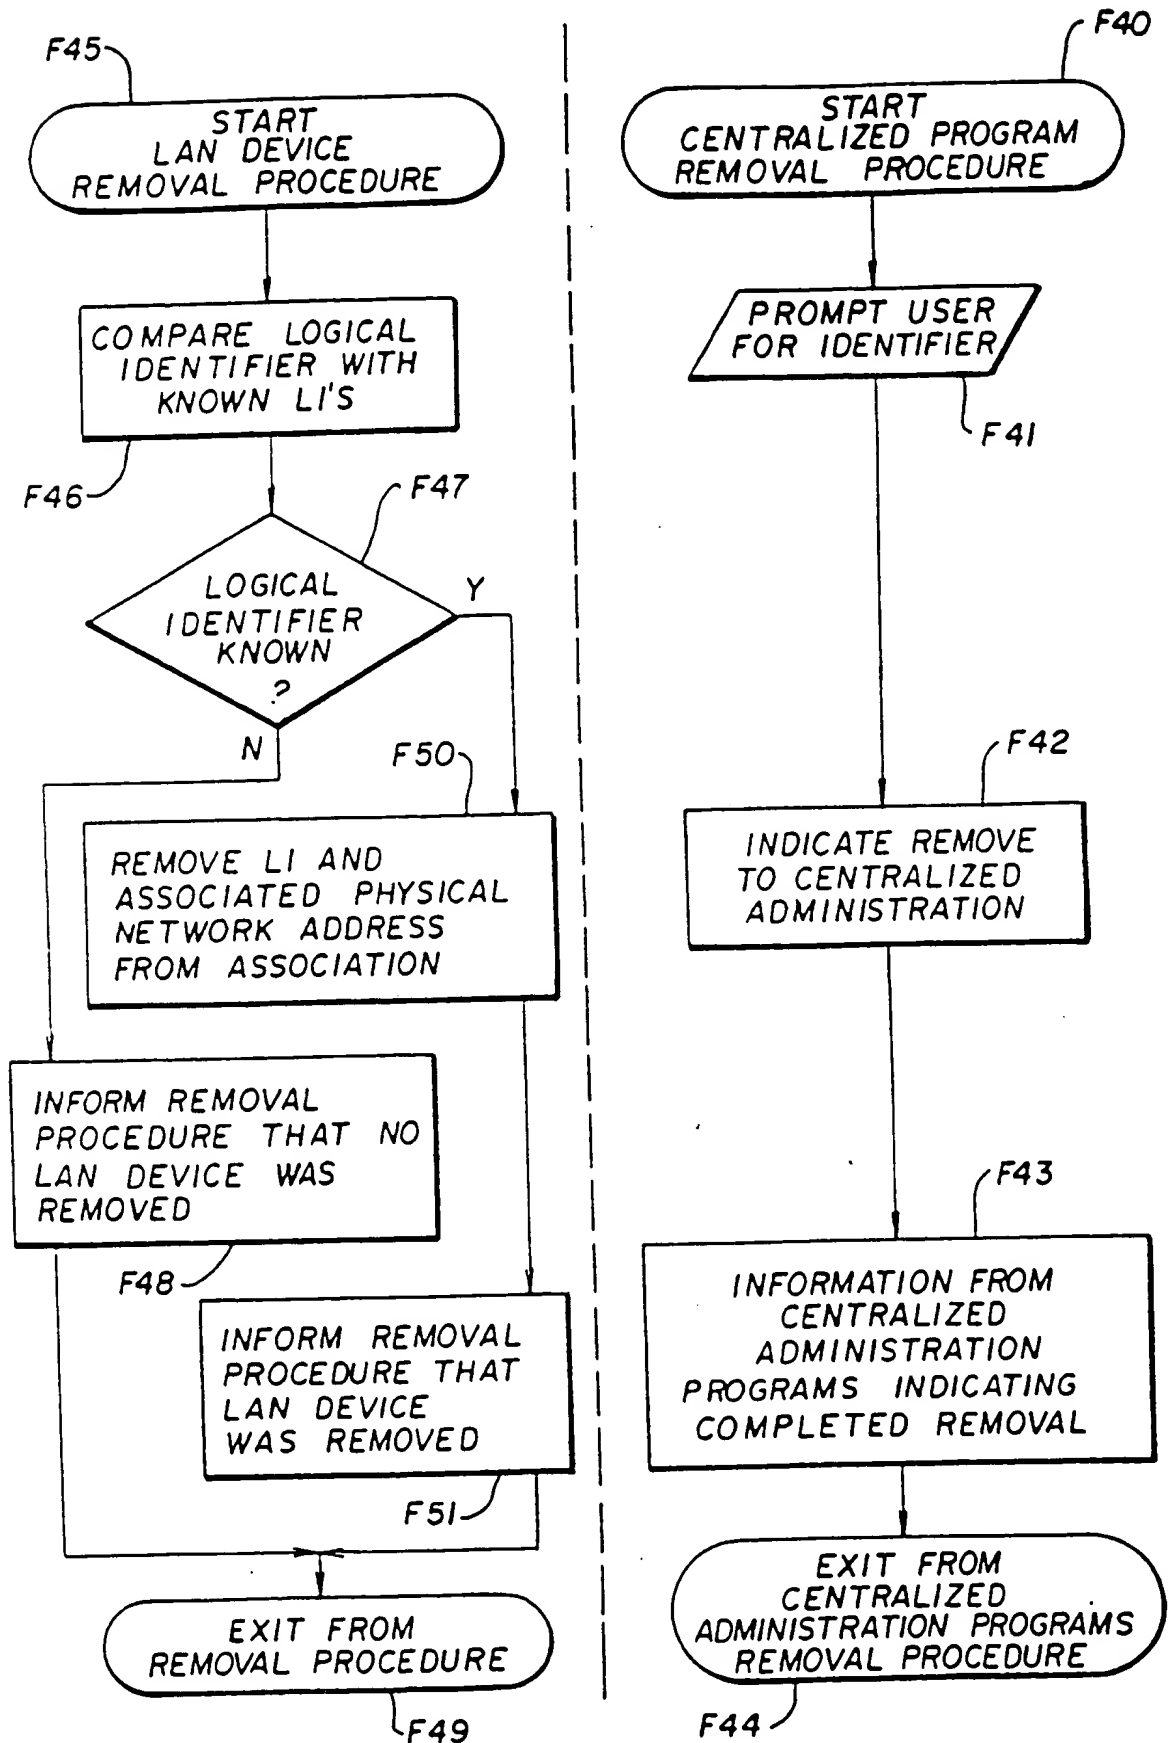 F45
START
LAN DEVICE
REMOVAL PROCEDURE
COMPARE LOGICAL
IDENTIFIER WITH
KNOWN LI'S
F46
F47
LOGICAL
IDENTIFIER
KNOWN
?
Y
N
F50
REMOVE LI AND
ASSOCIATED PHYSICAL
NETWORK ADDRESS
FROM ASSOCIATION
INFORM REMOVAL
PROCEDURE THAT NO
LAN DEVICE WAS
REMOVED
F48
INFORM REMOVAL
PROCEDURE THAT
LAN DEVICE
WAS REMOVED
F51
EXIT FROM
REMOVAL PROCEDURE
F49
F40
START
CENTRALIZED PROGRAM
REMOVAL PROCEDURE
PROMPT USER
FOR IDENTIFIER
F41
F42
INDICATE REMOVE
TO CENTRALIZED
ADMINISTRATION
F43
INFORMATION FROM
CENTRALIZED
ADMINISTRATION
PROGRAMS INDICATING
COMPLETED REMOVAL
EXIT FROM
CENTRALIZED
ADMINISTRATION PROGRAMS
REMOVAL PROCEDURE
F44